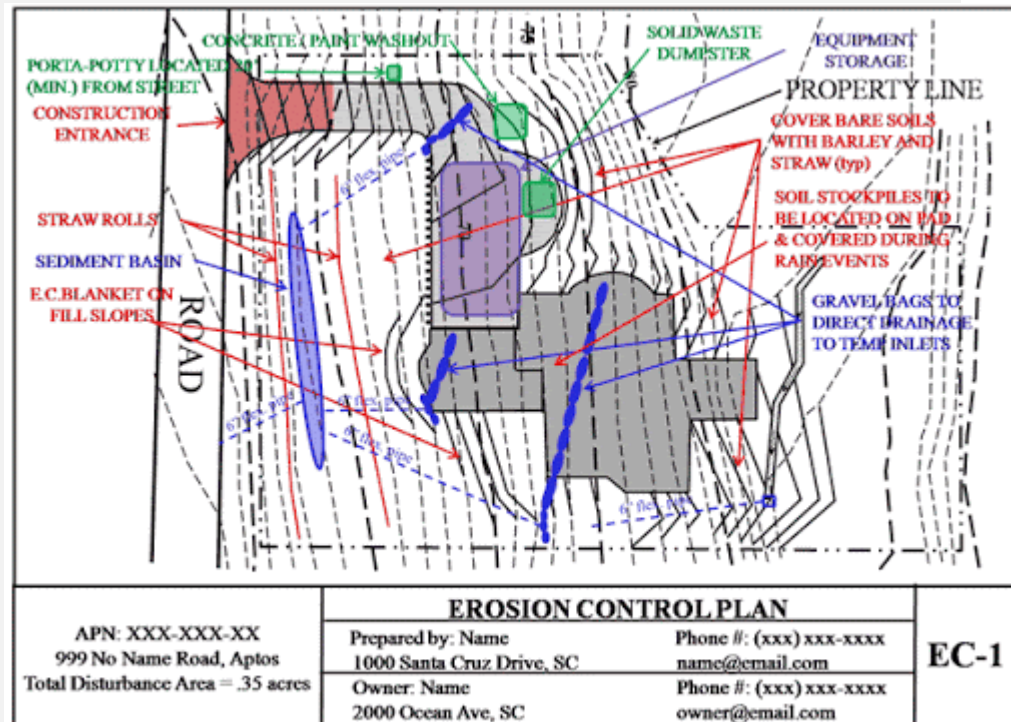 CONCRETE / PAINT WASHOUT
SOLID WASTE
DUMPSTER
EQUIPMENT
STORAGE
PORTA-POTTY LOCATED
(MIN.) FROM STREET
PROPERTY LINE
CONSTRUCTION
ENTRANCE
COVER BARE SOILS
WITH BARLEY AND
STRAW (typ)
6" flex. pipe
SOIL STOCKPILES TO
BE LOCATED ON PAD
& COVERED DURING
RAIN EVENTS
STRAW ROLLS
SEDIMENT BASIN
E.C.BLANKET ON
FILL SLOPES
ROAD
GRAVEL BAGS TO
DIRECT DRAINAGE
TO TEMP INLETS
6" flex. pipe
6" flex. pipe
6" flex. pipe
6" flex. pipe
EROSION CONTROL PLAN
APN: XXX-XXX-XX
999 No Name Road, Aptos
Total Disturbance Area = .35 acres
Prepared by: Name
Phone #: (xxx) xxx-xxxx
1000 Santa Cruz Drive, SC
name@email.com
Owner: Name
Phone #: (xxx) xxx-xxxx
2000 Ocean Ave, SC
owner@email.com
EC-1